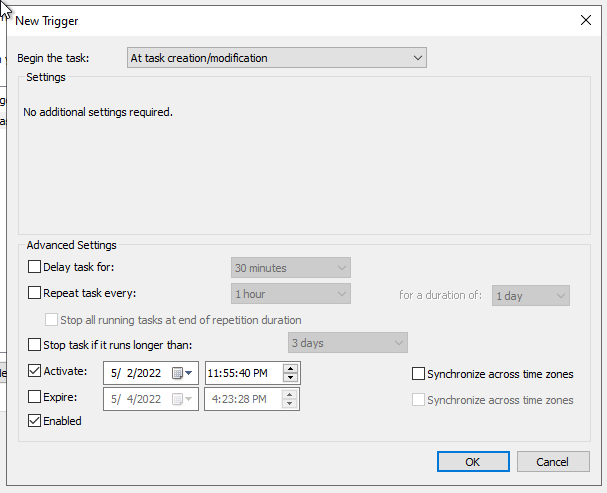 New Trigger
Begin the task: At task creation/modification
Settings
No additional settings required.
Advanced Settings
Delay task for: 30 minutes
Repeat task every: 1 hour for a duration of: 1 day
Stop all running tasks at end of repetition duration
Stop task if it runs longer than: 3 days
Activate: 5/ 2/2022 11:55:40 PM Synchronize across time zones
Expire: 5/ 4/2022 4:23:28 PM Synchronize across time zones
Enabled
OK Cancel